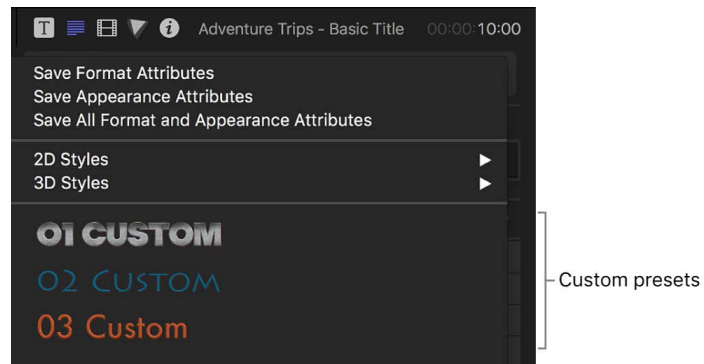 T i Adventure Trips - Basic Title 00:00:10:00
Save Format Attributes
Save Appearance Attributes
Save All Format and Appearance Attributes
2D Styles
3D Styles
01 CUSTOM
02 CUSTOM
Custom presets
03 Custom